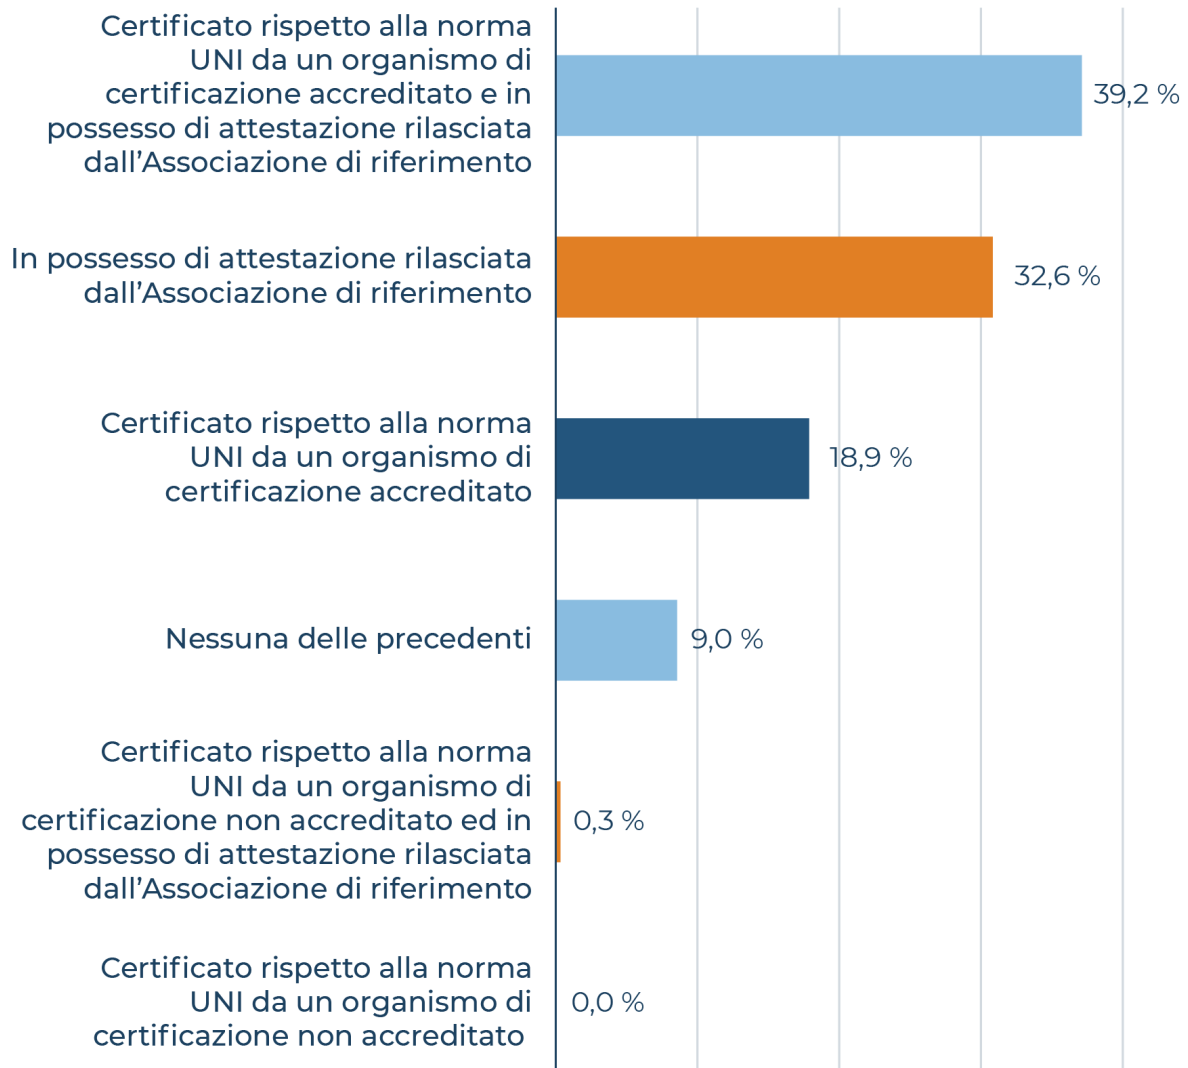 Certificato rispetto alla norma
UNI da un organismo di
certificazione accreditato e in
possesso di attestazione rilasciata
dall'Associazione di riferimento
39,2 %
In possesso di attestazione rilasciata
dall'Associazione di riferimento
32,6 %
Certificato rispetto alla norma
UNI da un organismo di
certificazione accreditato
18,9 %
Nessuna delle precedenti
9,0 %
Certificato rispetto alla norma
UNI da un organismo di
certificazione non accreditato ed in
possesso di attestazione rilasciata
dall'Associazione di riferimento
0,3 %
Certificato rispetto alla norma
UNI da un organismo di
certificazione non accreditato
0,0 %